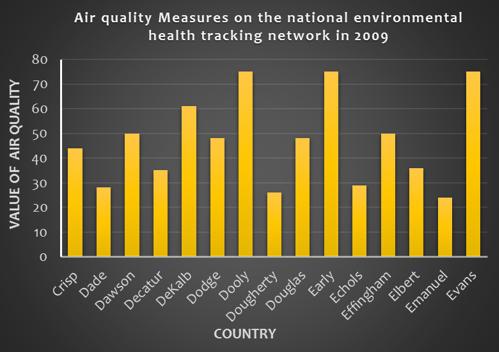 Air quality Measures on the national environmental
health tracking network in 2009
VALUE OF AIR QUALITY
80
70
60
50
40
30
20
10
0
Crisp
Dade
Dawson
Decatur
DeKalb
Dodge
Dooly
Dougherty
Douglas
Early
Echols
Effingham
Elbert
Emanuel
Evans
COUNTRY